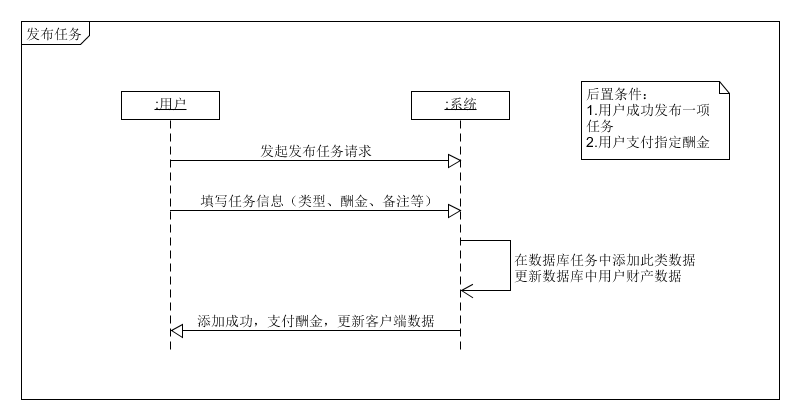 发布任务
:用户
:系统
后置条件：
1.用户成功发布一项
任务
2.用户支付指定酬金
发起发布任务请求
填写任务信息（类型、酬金、备注等）
在数据库任务中添加此类数据
更新数据库中用户财产数据
添加成功，支付酬金，更新客户端数据